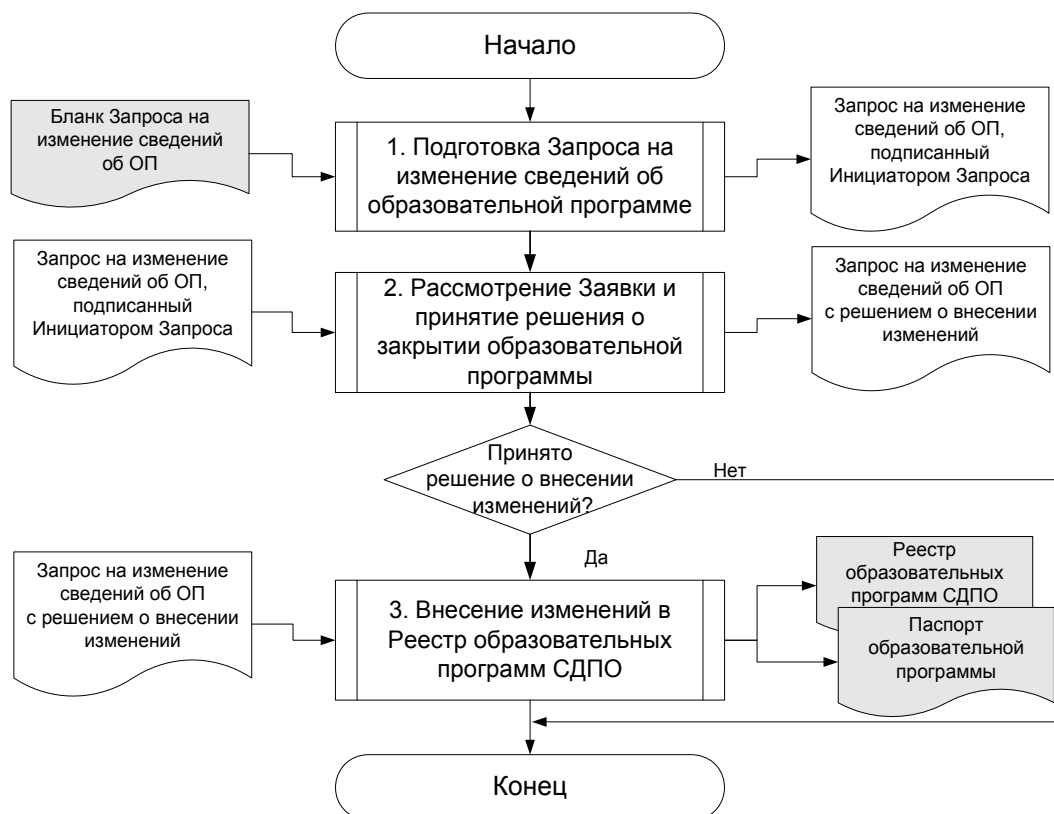 Начало
Бланк Запроса на
изменение сведений
об ОП
1. Подготовка Запроса на
изменение сведений об
образовательной программе
Запрос на изменение
сведений об ОП,
подписанный
Инициатором Запроса
Запрос на изменение
сведений об ОП,
подписанный
Инициатором Запроса
2. Рассмотрение Заявки и
принятие решения о
закрытии образовательной
программы
Запрос на изменение
сведений об ОП
с решением о внесении
изменений
Принято
решение о внесении
изменений?
Нет
Да
Запрос на изменение
сведений об ОП
с решением о внесении
изменений
3. Внесение изменений в
Реестр образовательных
программ СДПО
Реестр
образовательных
программ СДПО
Паспорт
образовательной
программы
Конец